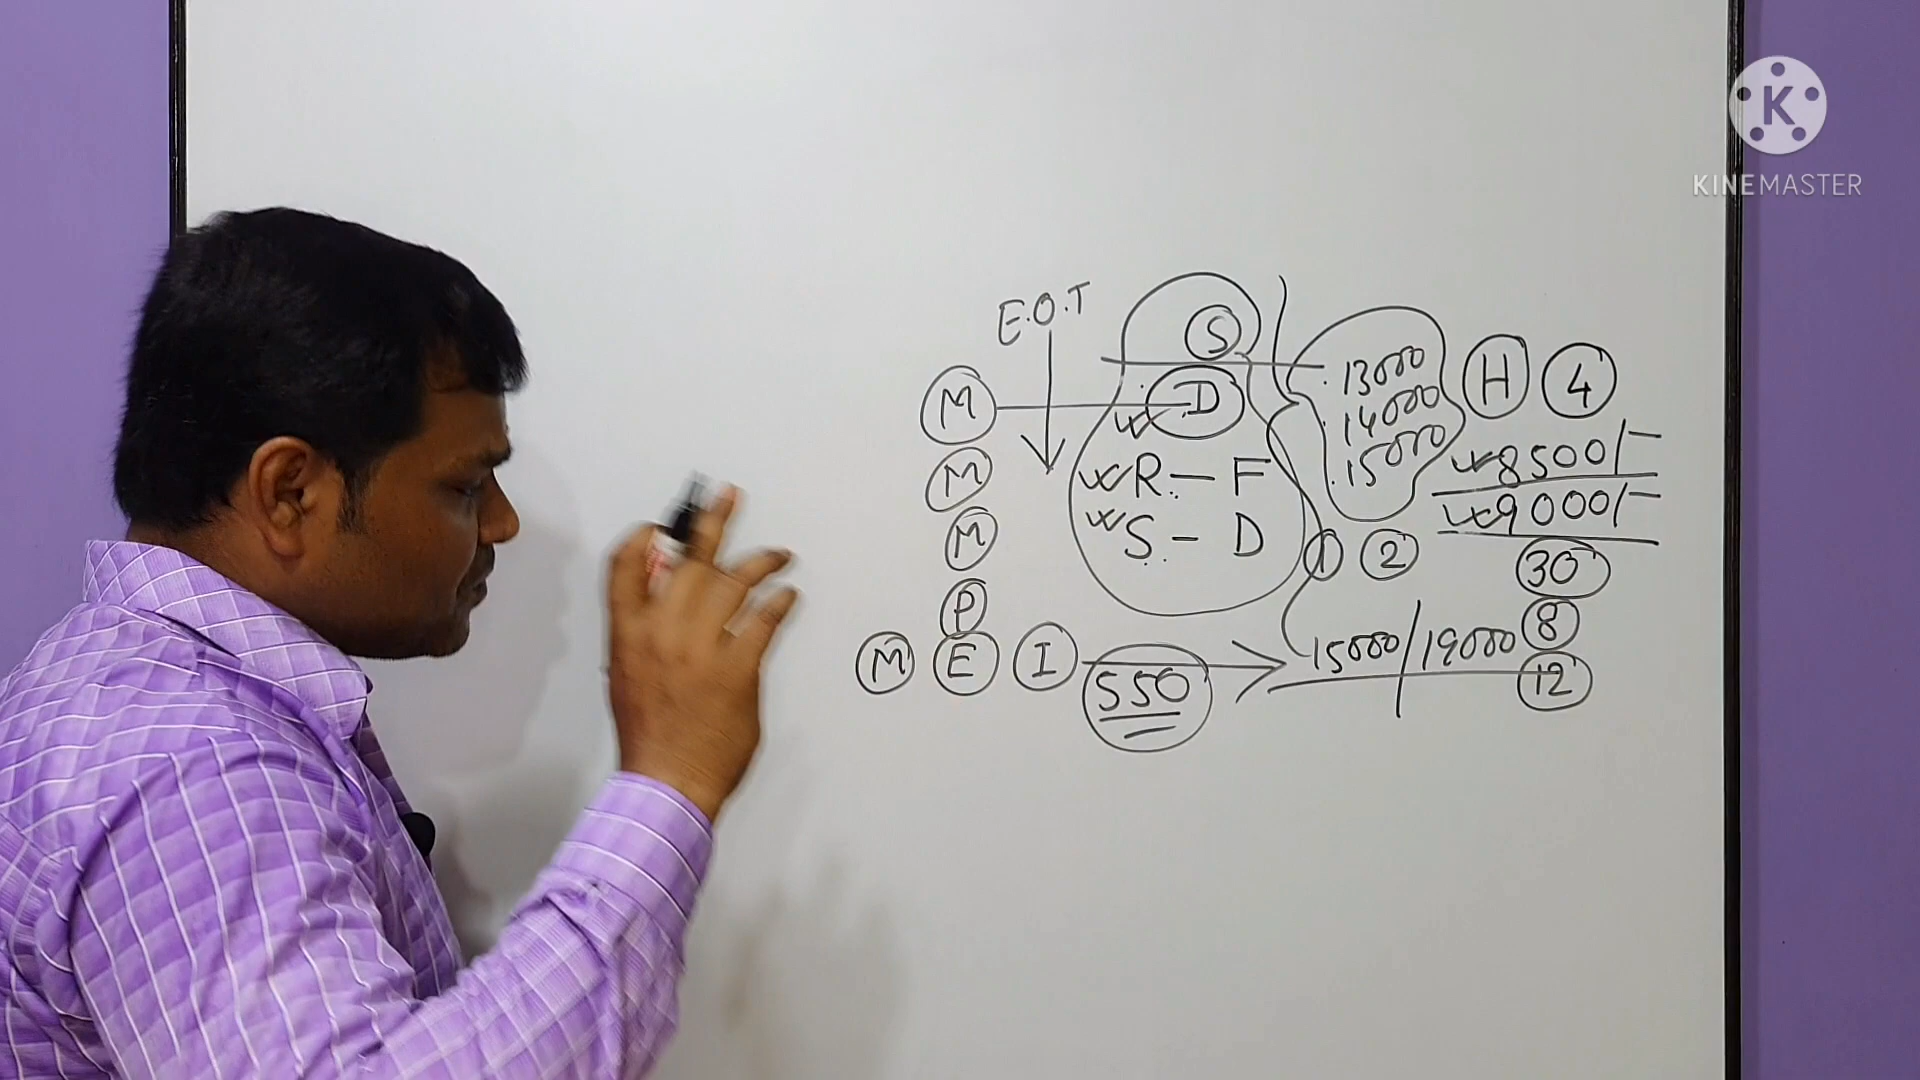 K
KINEMASTER
E.O.T
S
13000
H 4
M D
14000
8500/-
M R - F
15000
9000/-
M S - D
1 2
30
P
8
M E I
15000/19000
550
12